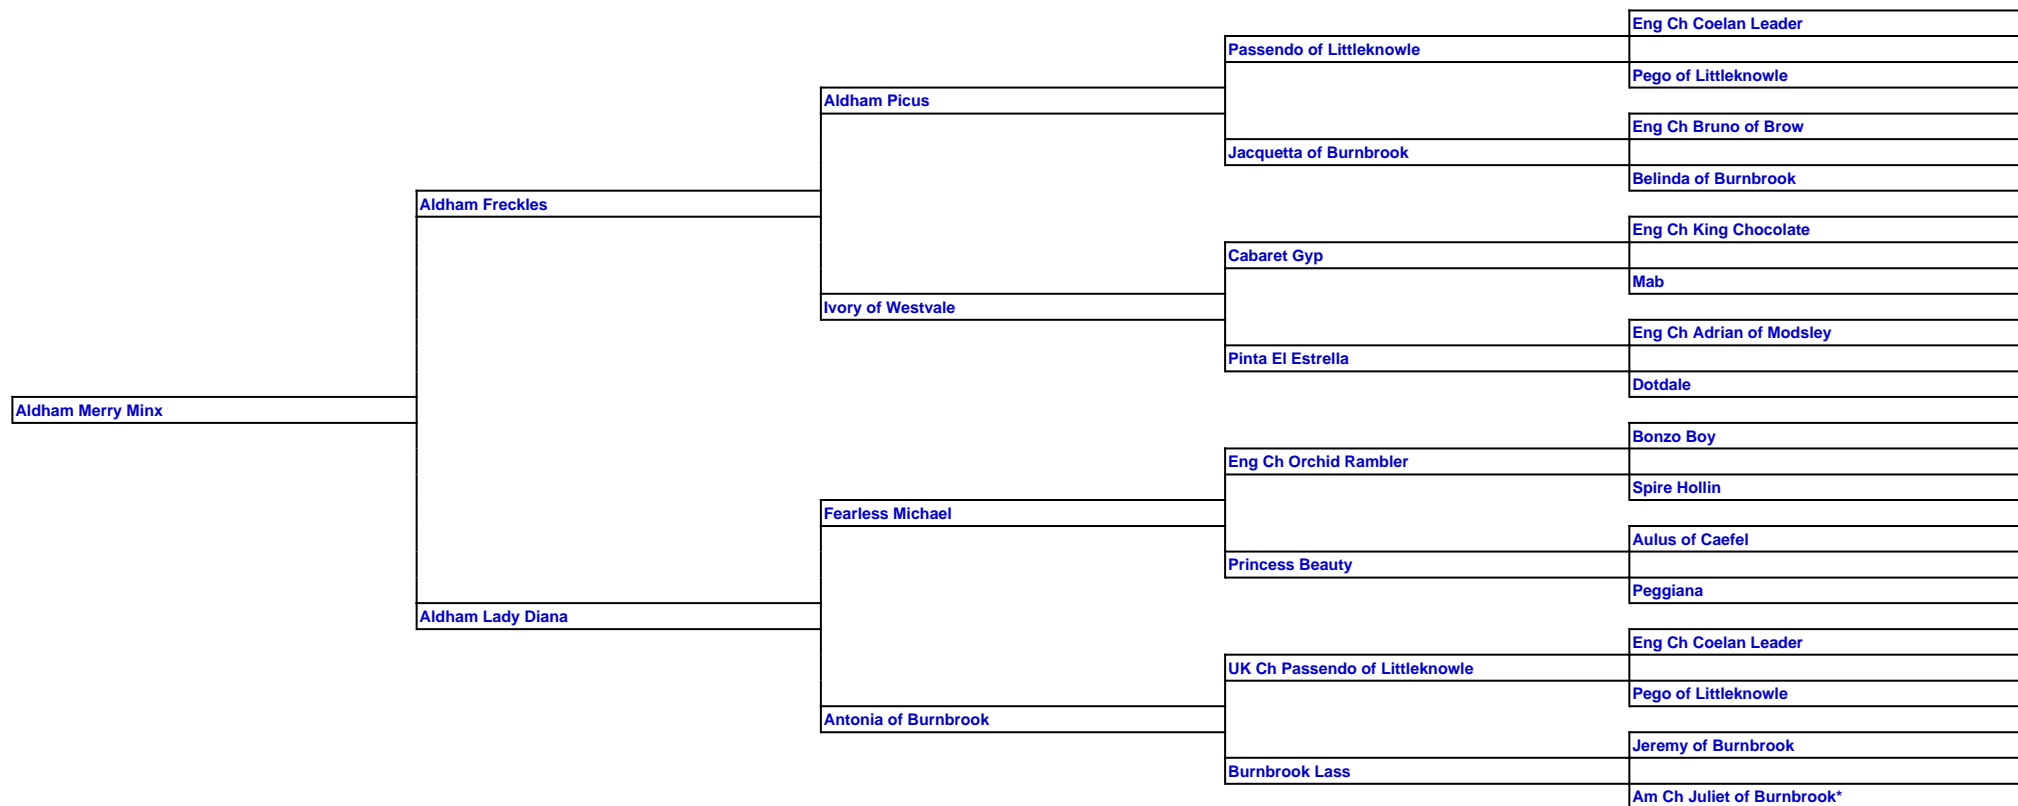 Eng Ch Coelan Leader
Passendo of Littleknowle
Pego of Littleknowle
Aldham Picus
Eng Ch Bruno of Brow
Jacquetta of Burnbrook
Belinda of Burnbrook
Aldham Freckles
Eng Ch King Chocolate
Cabaret Gyp
Mab
Ivory of Westvale
Eng Ch Adrian of Modsley
Pinta El Estrella
Dotdale
Aldham Merry Minx
Bonzo Boy
Eng Ch Orchid Rambler
Spire Hollin
Fearless Michael
Aulus of Caefel
Princess Beauty
Peggiana
Aldham Lady Diana
Eng Ch Coelan Leader
UK Ch Passendo of Littleknowle
Pego of Littleknowle
Antonia of Burnbrook
Jeremy of Burnbrook
Burnbrook Lass
Am Ch Juliet of Burnbrook*